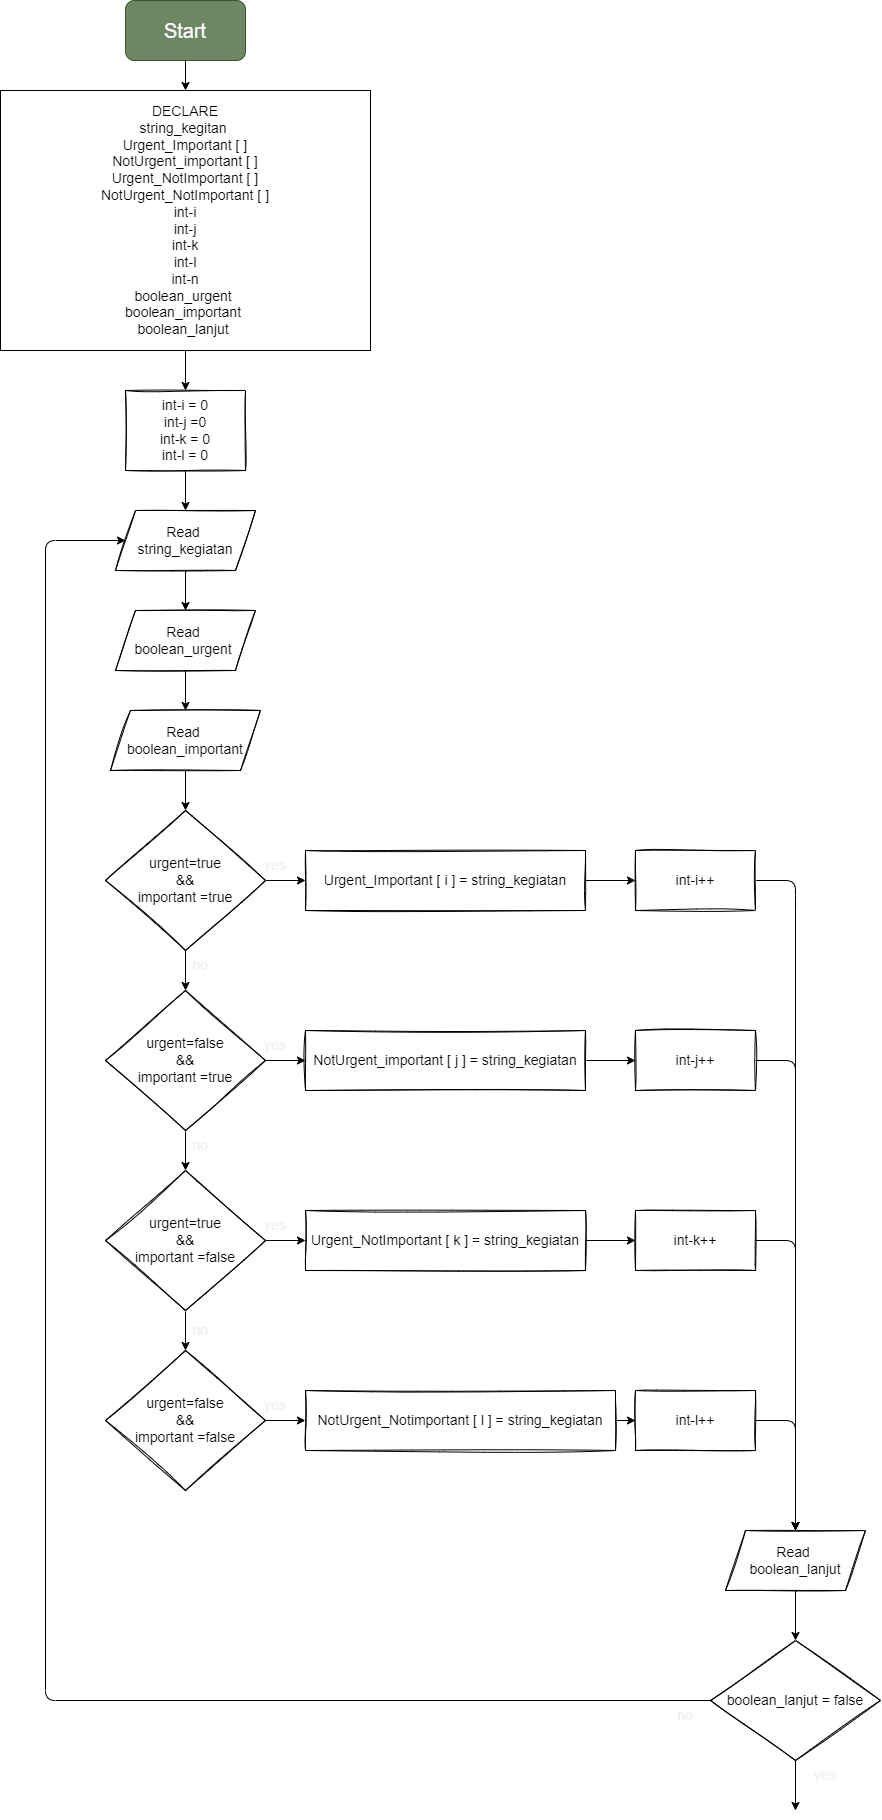 Start
DECLARE
string_kegitan
Urgent_Important [ ]
NotUrgent_important [ ]
Urgent_NotImportant [ ]
NotUrgent_NotImportant [ ]
int-i
int-j
int-k
int-l
int-n
boolean_urgent
boolean_important
boolean_lanjut
int-i = 0
int-j =0
int-k = 0
int-l = 0
Read
string_kegiatan
Read
boolean_urgent
Read
boolean_important
urgent=true
&&
important =true
yes
Urgent_Important [ i ] = string_kegiatan
int-i++
no
urgent=false
&&
important =true
yes
NotUrgent_important [ j ] = string_kegiatan
int-j++
no
urgent=true
&&
important =false
yes
Urgent_NotImportant [ k ] = string_kegiatan
int-k++
no
urgent=false
&&
important =false
yes
NotUrgent_Notimportant [ l ] = string_kegiatan
int-l++
Read
boolean_lanjut
boolean_lanjut = false
no
yes